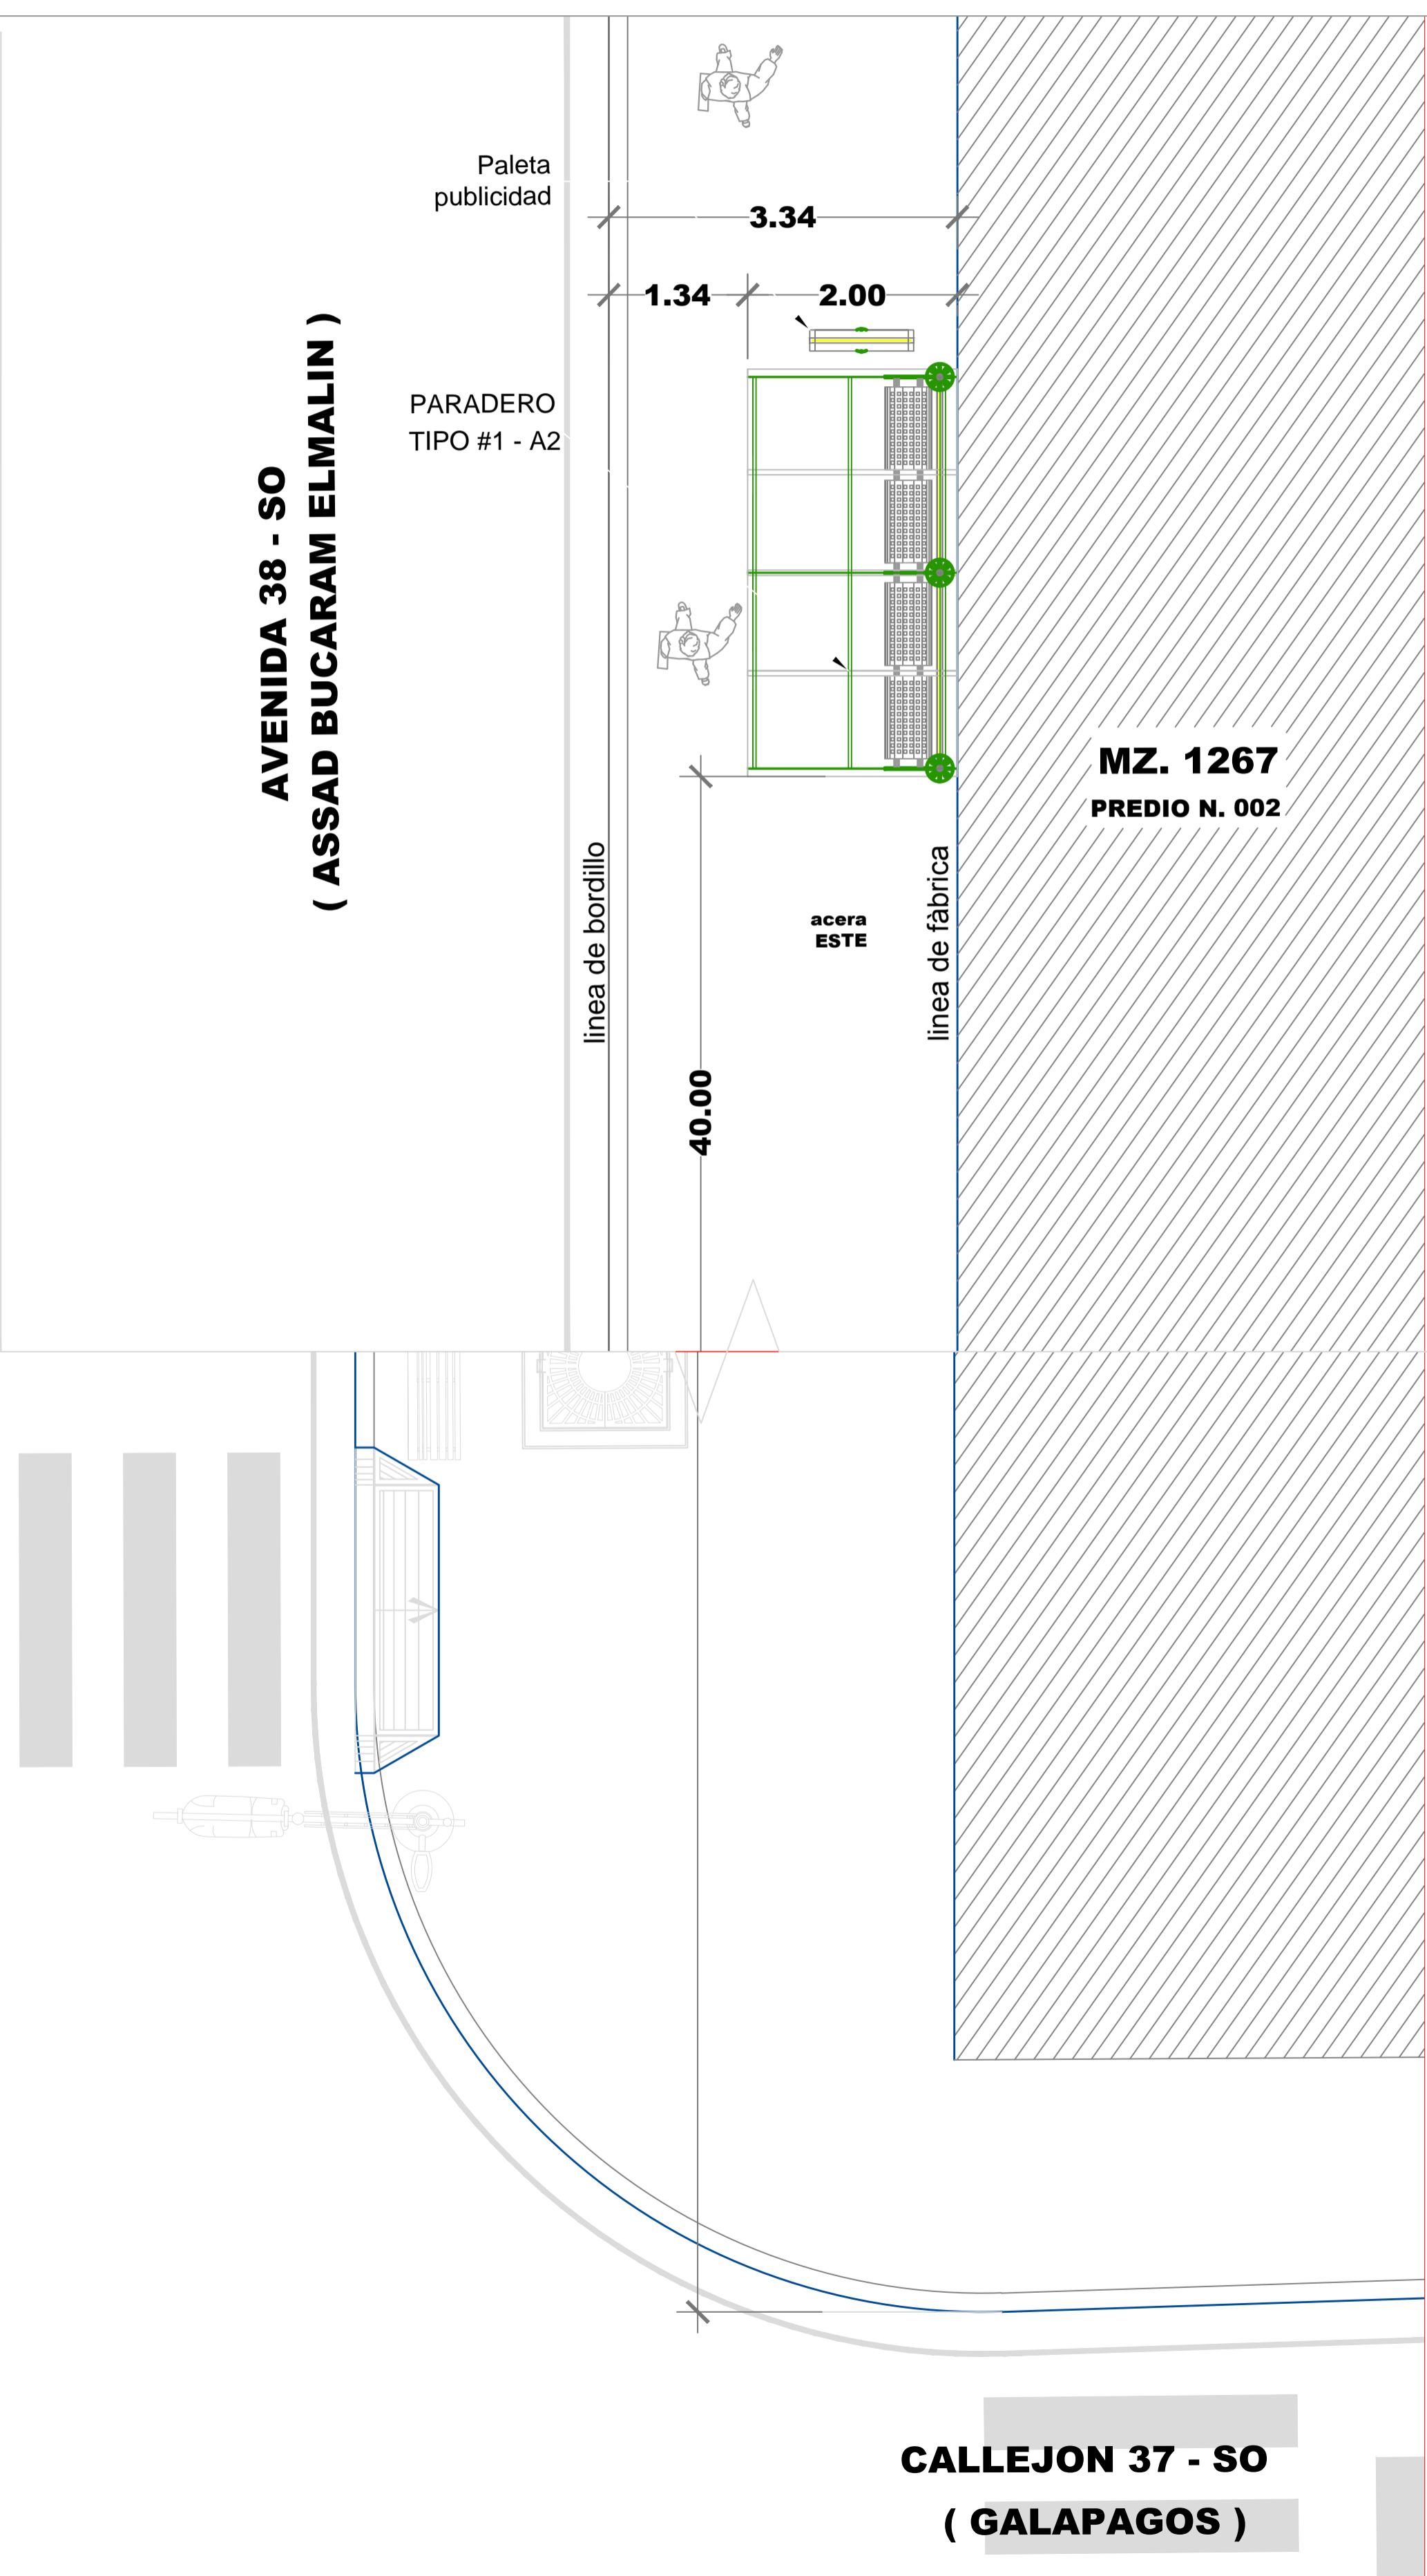 Paleta
publicidad
3.34
1.34
2.00
PARADERO
TIPO #1 - A2
AVENIDA 38 - SO
( ASSAD BUCARAM ELMALIN )
MZ. 1267
PREDIO N. 002
linea de bordillo
acera
ESTE
linea de fàbrica
40.00
CALLEJON 37 - SO
( GALAPAGOS )